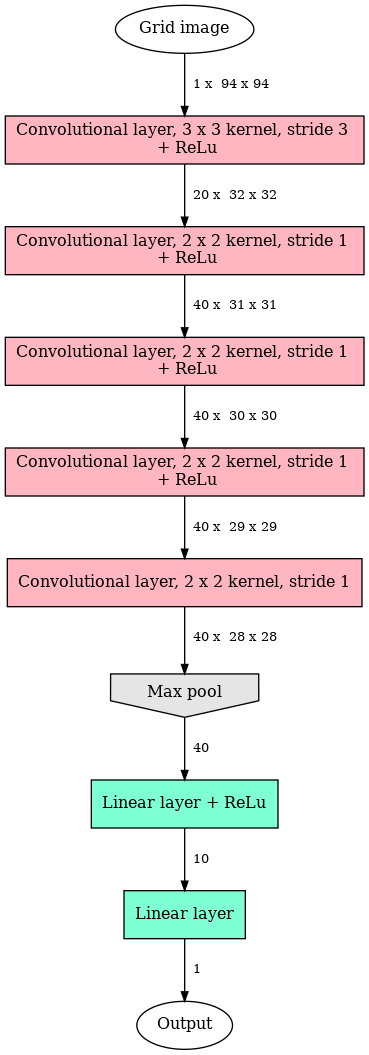 Grid image
1 x 94 x 94
Convolutional layer, 3 x 3 kernel, stride 3
+ ReLu
20 x 32 x 32
Convolutional layer, 2 x 2 kernel, stride 1
+ ReLu
40 x 31 x 31
Convolutional layer, 2 x 2 kernel, stride 1
+ ReLu
40 x 30 x 30
Convolutional layer, 2 x 2 kernel, stride 1
+ ReLu
40 x 29 x 29
Convolutional layer, 2 x 2 kernel, stride 1
40 x 28 x 28
Max pool
40
Linear layer + ReLu
10
Linear layer
1
Output